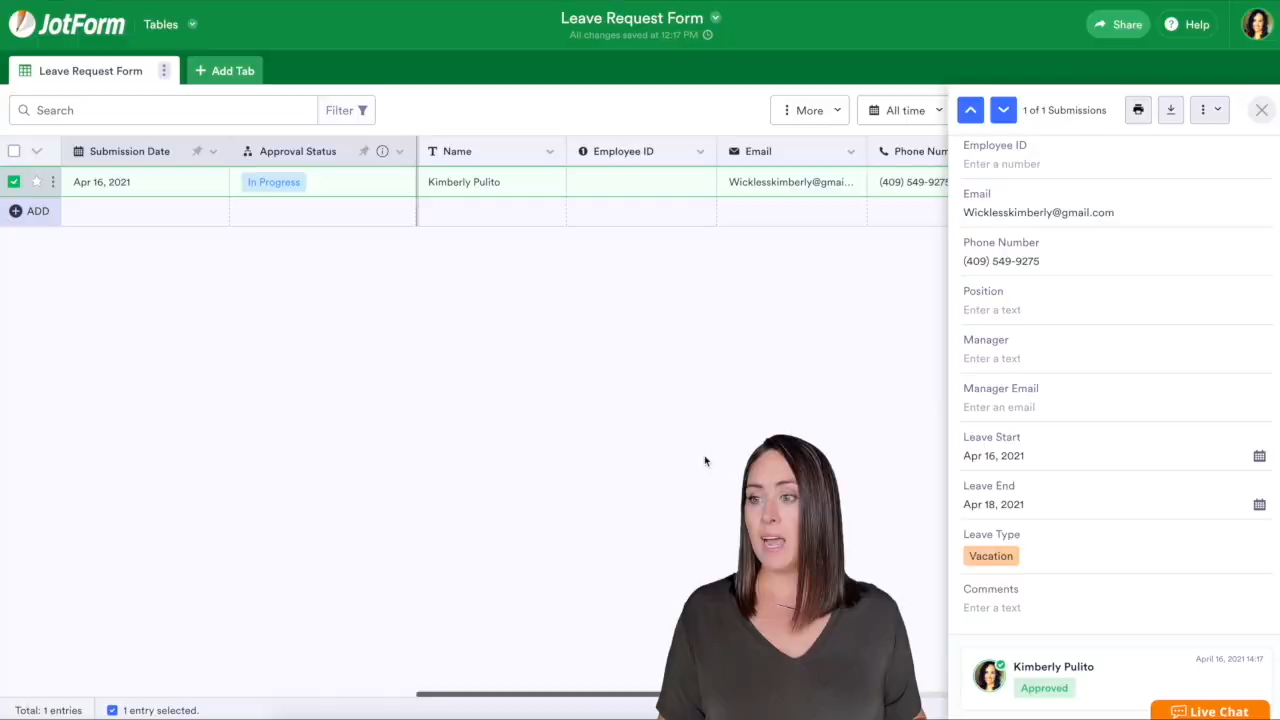 JotForm Tables
Leave Request Form
All changes saved at 12:17 PM
Share
Help
Leave Request Form
+ Add Tab
Search
Filter
More
All time
1 of 1 Submissions
Submission Date
Approval Status
Name
Employee ID
Email
Phone Num
Apr 16, 2021
In Progress
Kimberly Pulito
Wicklesskimberly@gmai...
(409) 549-9275
ADD
Employee ID
Enter a number
Email
Wicklesskimberly@gmail.com
Phone Number
(409) 549-9275
Position
Enter a text
Manager
Enter a text
Manager Email
Enter an email
Leave Start
Apr 16, 2021
Leave End
Apr 18, 2021
Leave Type
Vacation
Comments
Enter a text
April 16, 2021 14:17
Kimberly Pulito
Approved
Live Chat
Total: 1 entries
1 entry selected.